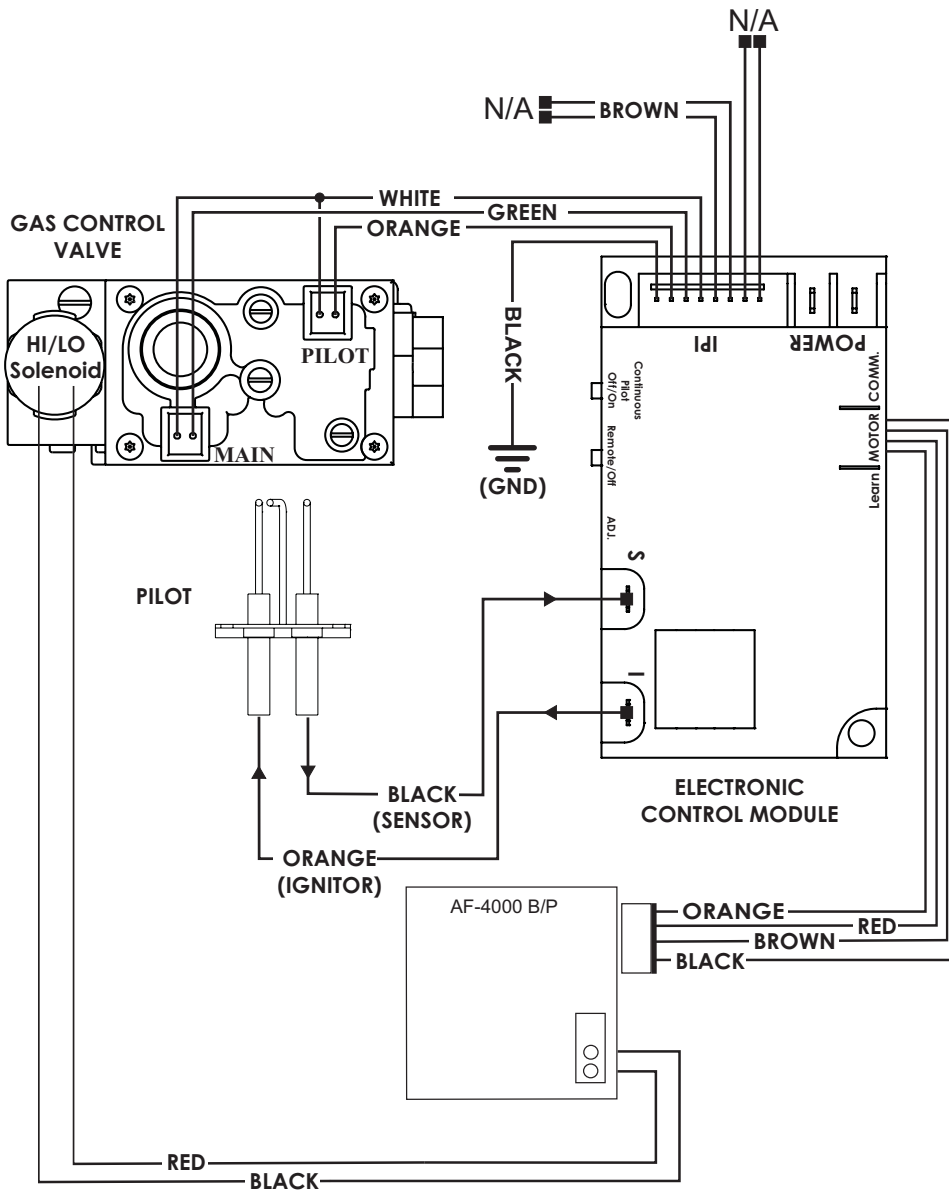 N/A
N/A
BROWN
WHITE
GREEN
ORANGE
GAS CONTROL
VALVE
HI/LO
Solenoid
PILOT
MAIN
BLACK
(GND)
IPI
POWER
Continuous
Pilot
Off/On
Remote/Off
ADJ.
Learn
MOTOR
COMM.
S
I
PILOT
BLACK
(SENSOR)
ORANGE
(IGNITOR)
ELECTRONIC
CONTROL MODULE
AF-4000 B/P
ORANGE
RED
BROWN
BLACK
RED
BLACK